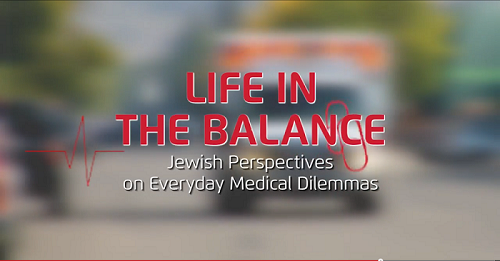 LIFE IN
THE BALANCE
Jewish Perspectives
on Everyday Medical Dilemmas